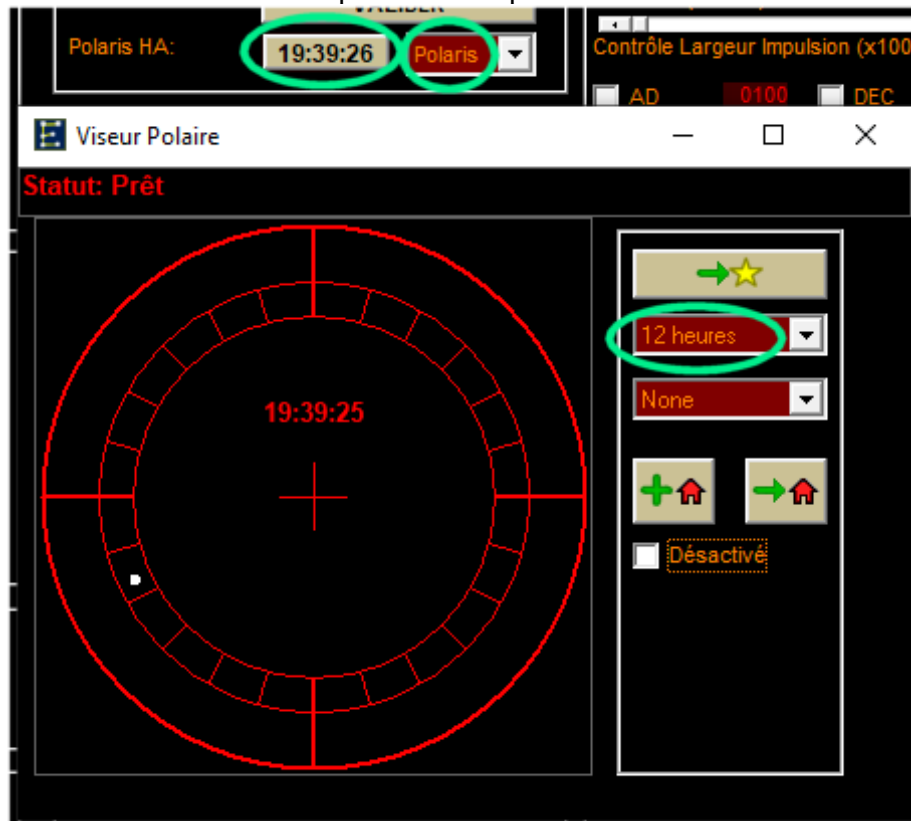 VALIDER
Polaris HA:
19:39:26
Polaris
Contrôle Largeur Impulsion (x100
AD
0100
DEC
Viseur Polaire
Statut: Prêt
19:39:25
12 heures
None
Désactivé